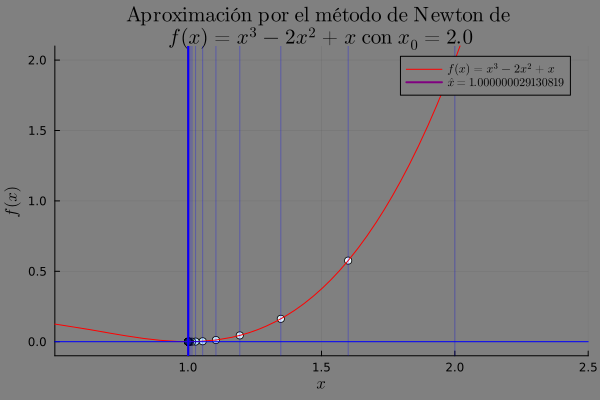 Aproximación por el método de Newton de
f(x) = x³ − 2x² + x con x₀ = 2.0
f(x) = x³ − 2x² + x
x̂ = 1.000000029130819
f(x)
2.0
1.5
1.0
0.5
0.0
1.0 1.5 2.0 2.5
x